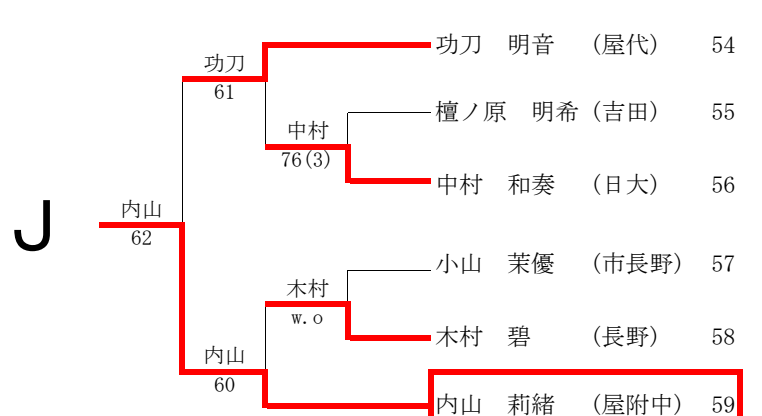 功刀　明音　（屋代）　54
功刀
61
檀ノ原　明希（吉田）　55
中村
76(3)
中村　和奏　（日大）　56
J
内山
62
小山　茉優　（市長野）　57
木村
w.o
木村　碧　（長野）　58
内山
60
内山　莉緒　（屋附中）　59